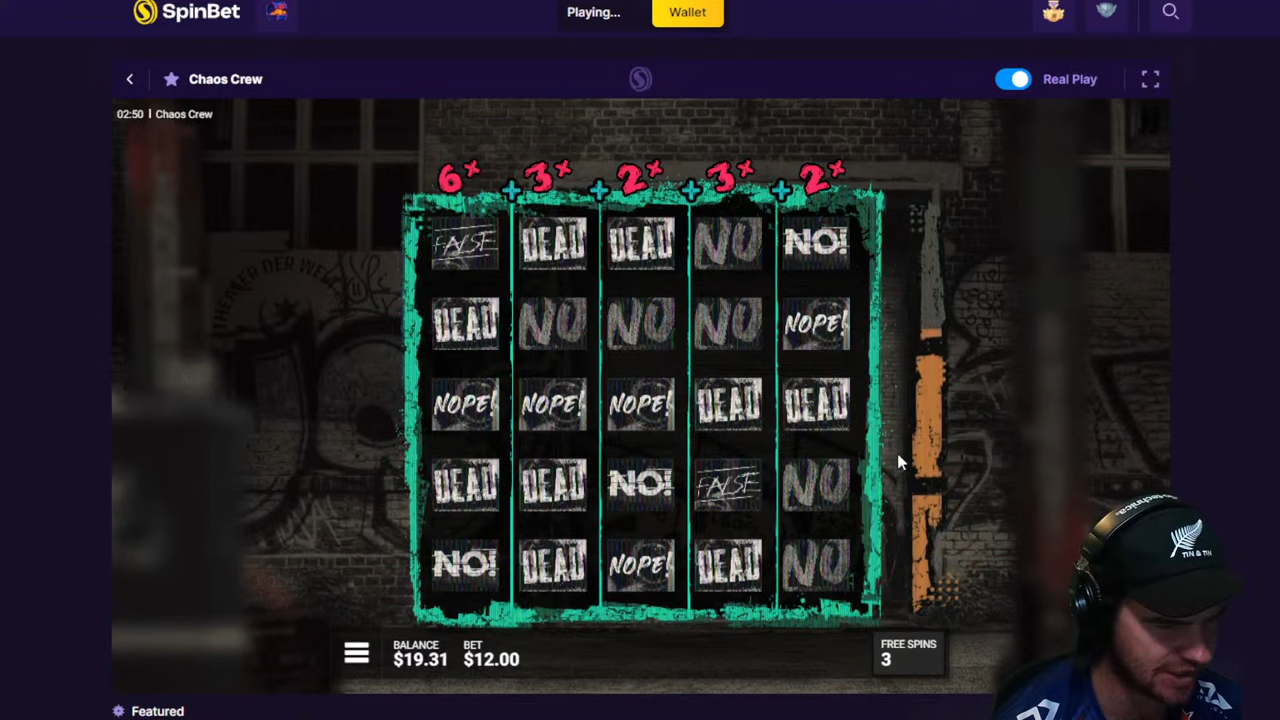 SpinBet
Playing...
Wallet
Chaos Crew
Real Play
02:50 | Chaos Crew
6x + 3x + 2x + 3x + 2x
FALSE DEAD DEAD NO NO!
DEAD NO NO NO NOPE!
NOPE! NOPE! NOPE! DEAD DEAD
DEAD DEAD NO! FALSE NO
NO! DEAD NOPE! DEAD NO
BALANCE
$19.31
BET
$12.00
FREE SPINS
3
TIN & TIN
Featured